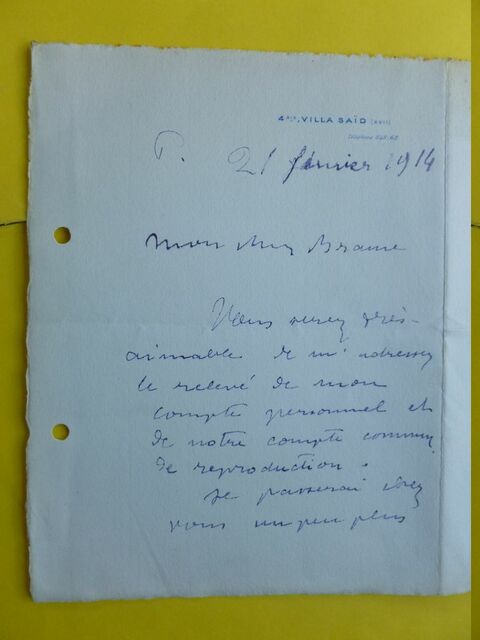 4bis, VILLA SAÏD (XVIe)
Téléphone
P. 21 février 1914
mon cher Brame
Vous serez très-
aimable de m'adresser
le relevé de mon
compte personnel et
de notre compte commun
de reproduction.
Je passerai chez
vous un peu plus